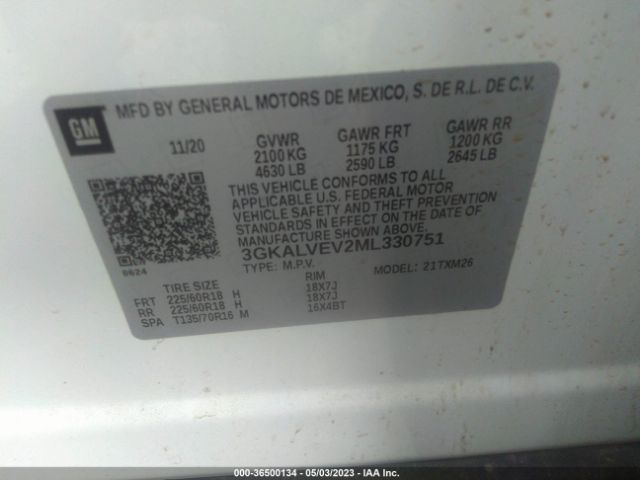 GM
MFD BY GENERAL MOTORS DE MEXICO, S. DE R.L. DE C.V.
11/20 GVWR GAWR FRT GAWR RR
2100 KG 1175 KG 1200 KG
4630 LB 2590 LB 2645 LB
THIS VEHICLE CONFORMS TO ALL
APPLICABLE U.S. FEDERAL MOTOR
VEHICLE SAFETY AND THEFT PREVENTION
STANDARDS IN EFFECT ON THE DATE OF
MANUFACTURE SHOWN ABOVE.
3GKALVEV2ML330751
0624 TYPE: M.P.V. MODEL: 21TXM26
TIRE SIZE RIM
FRT 225/60R18 H 18X7J
RR 225/60R18 H 18X7J
SPA T135/70R16 M 16X4BT
000-36500134 - 05/03/2023 - IAA Inc.